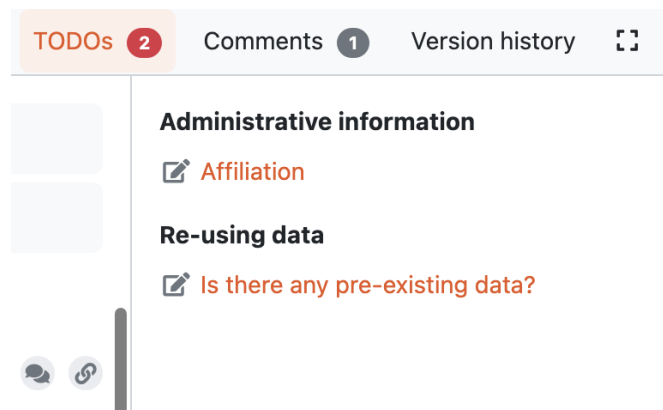 TODOs 2 Comments 1 Version history
Administrative information
Affiliation
Re-using data
Is there any pre-existing data?